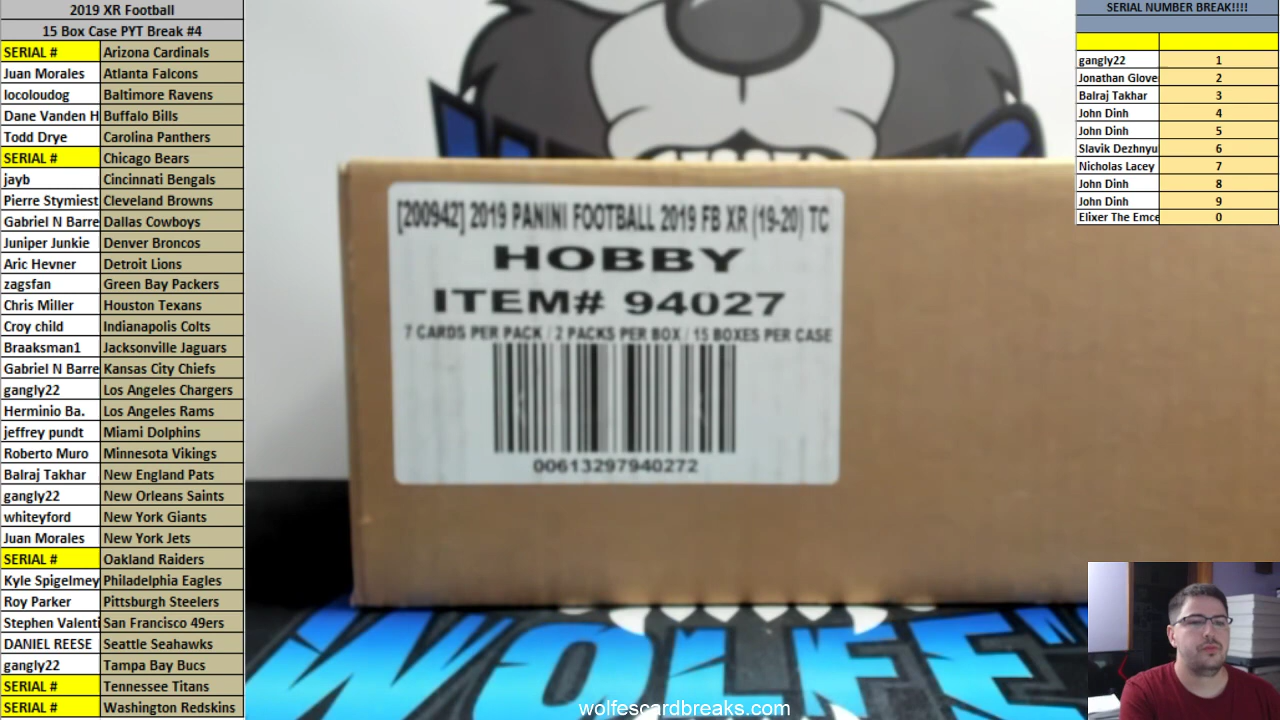 2019 XR Football
15 Box Case PYT Break #4
SERIAL # Arizona Cardinals
Juan Morales Atlanta Falcons
locoloudog Baltimore Ravens
Dane Vanden H Buffalo Bills
Todd Drye Carolina Panthers
SERIAL # Chicago Bears
jayb Cincinnati Bengals
Pierre Stymiest Cleveland Browns
Gabriel N Barre Dallas Cowboys
Juniper Junkie Denver Broncos
Aric Hevner Detroit Lions
zagsfan Green Bay Packers
Chris Miller Houston Texans
Croy child Indianapolis Colts
Braaksman1 Jacksonville Jaguars
Gabriel N Barre Kansas City Chiefs
gangly22 Los Angeles Chargers
Herminio Ba. Los Angeles Rams
jeffrey pundt Miami Dolphins
Roberto Muro Minnesota Vikings
Balraj Takhar New England Pats
gangly22 New Orleans Saints
whiteyford New York Giants
Juan Morales New York Jets
SERIAL # Oakland Raiders
Kyle Spigelmey Philadelphia Eagles
Roy Parker Pittsburgh Steelers
Stephen Valenti San Francisco 49ers
DANIEL REESE Seattle Seahawks
gangly22 Tampa Bay Bucs
SERIAL # Tennessee Titans
SERIAL # Washington Redskins
[200942] 2019 PANINI FOOTBALL 2019 FB XR (19-20) TC
HOBBY
ITEM# 94027
7 CARDS PER PACK / 2 PACKS PER BOX / 15 BOXES PER CASE
00613297940272
WOLFE'
wolfescardbreaks.com
SERIAL NUMBER BREAK!!!!
gangly22 1
Jonathan Glove 2
Balraj Takhar 3
John Dinh 4
John Dinh 5
Slavik Dezhnyu 6
Nicholas Lacey 7
John Dinh 8
John Dinh 9
Elixer The Emce 0